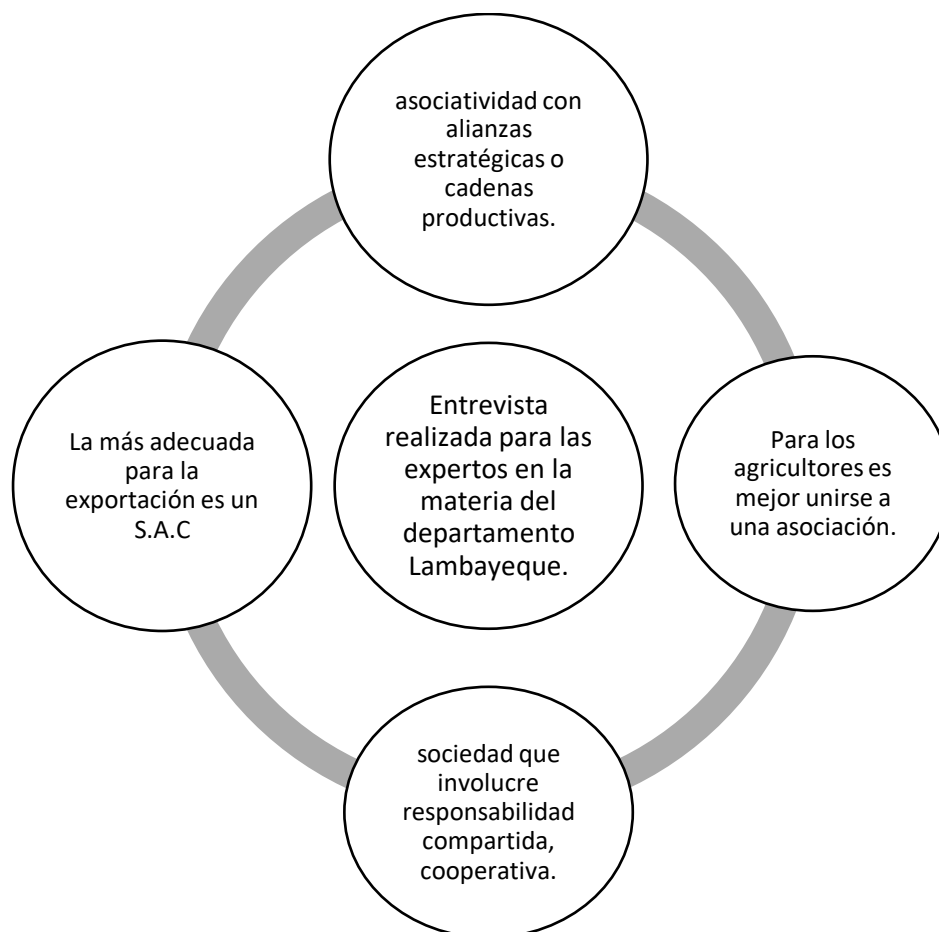 asociatividad con
alianzas
estratégicas o
cadenas
productivas.
La más adecuada
para la
exportación es un
S.A.C
Entrevista
realizada para las
expertos en la
materia del
departamento
Lambayeque.
Para los
agricultores es
mejor unirse a
una asociación.
sociedad que
involucre
responsabilidad
compartida,
cooperativa.